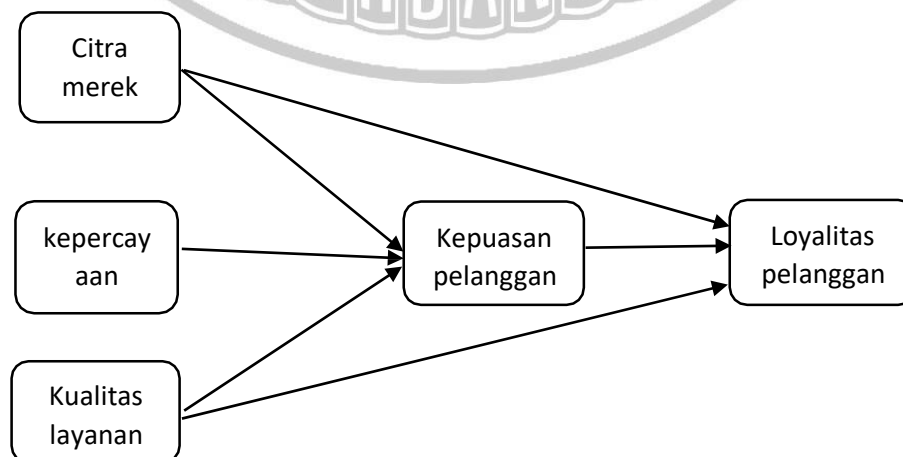 Citra
merek
kepercay
aan
Kepuasan
pelanggan
Loyalitas
pelanggan
Kualitas
layanan